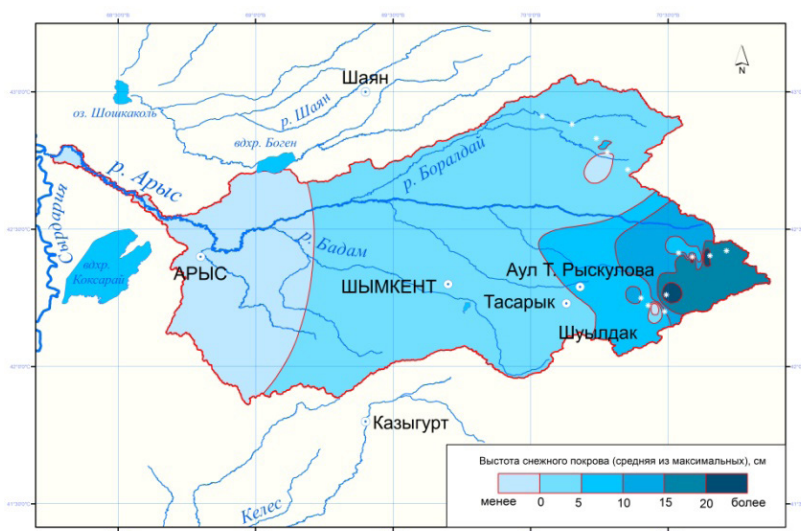 Шаян
N
оз. Шошкаколь
р. Шаян
вдхр. Боген
р. Арыс
р. Боралдай
Сырдария
р. Бадам
вдхр.
Коксарай
АРЫС
ШЫМКЕНТ
Аул Т. Рыскулова
Тасарык
Шуылдак
Казыгурт
Келес
Выстота снежного покрова (средняя из максимальных), см
менее 0 5 10 15 20 более